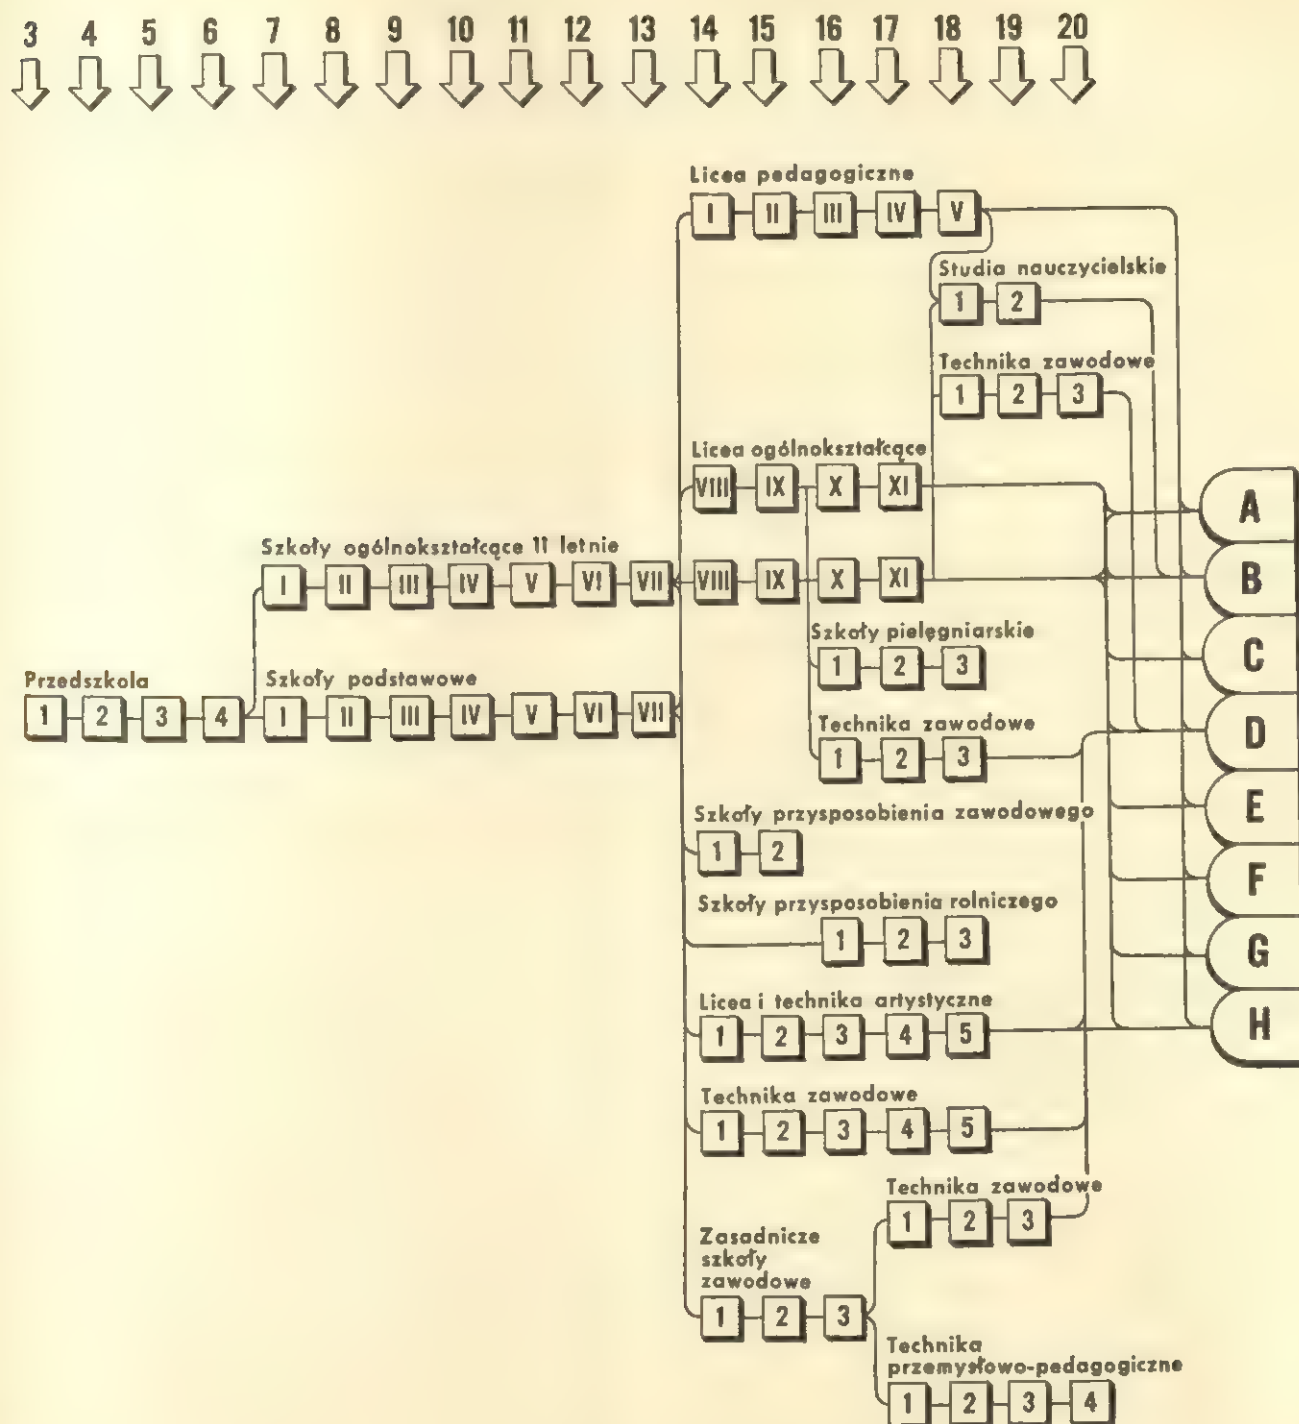 3 4 5 6 7 8 9 10 11 12 13 14 15 16 17 18 19 20
Licea pedagogiczne
I II III IV V
Studia nauczycielskie
1 2
Technika zawodowe
1 2 3
Licea ogólnokształcące
VIII IX X XI
A
Szkoły ogólnokształcące 11 letnie
I II III IV V VI VII VIII IX X XI
B
Szkoły pielęgniarskie
1 2 3
C
Przedszkola
1 2 3 4
Szkoły podstawowe
I II III IV V VI VII
D
Technika zawodowe
1 2 3
E
Szkoły przysposobienia zawodowego
1 2
F
Szkoły przysposobienia rolniczego
1 2 3
G
Licea i technika artystyczne
1 2 3 4 5
H
Technika zawodowe
1 2 3 4 5
Technika zawodowe
1 2 3
Zasadnicze
szkoły
zawodowe
1 2 3
Technika
przemysłowo-pedagogiczne
1 2 3 4